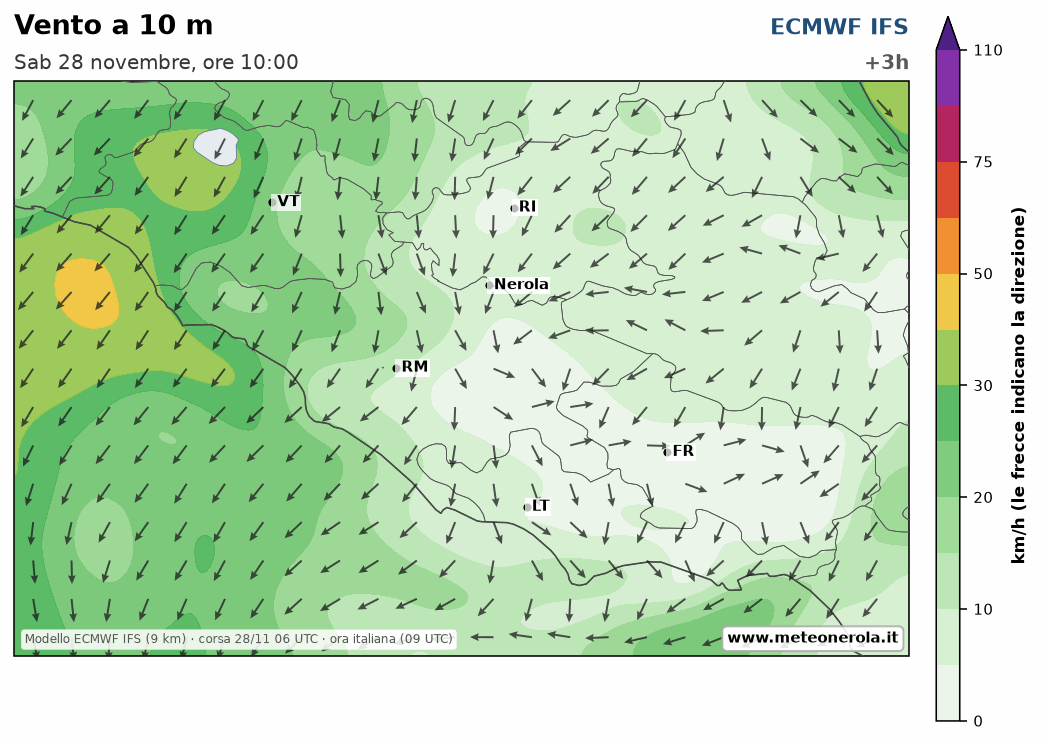 Vento a 10 m
ECMWF IFS
Sab 28 novembre, ore 10:00
+3h
110
75
50
30
20
10
0
km/h (le frecce indicano la direzione)
VT
RI
Nerola
RM
FR
LT
Modello ECMWF IFS (9 km) · corsa 28/11 06 UTC · ora italiana (09 UTC)
www.meteonerola.it